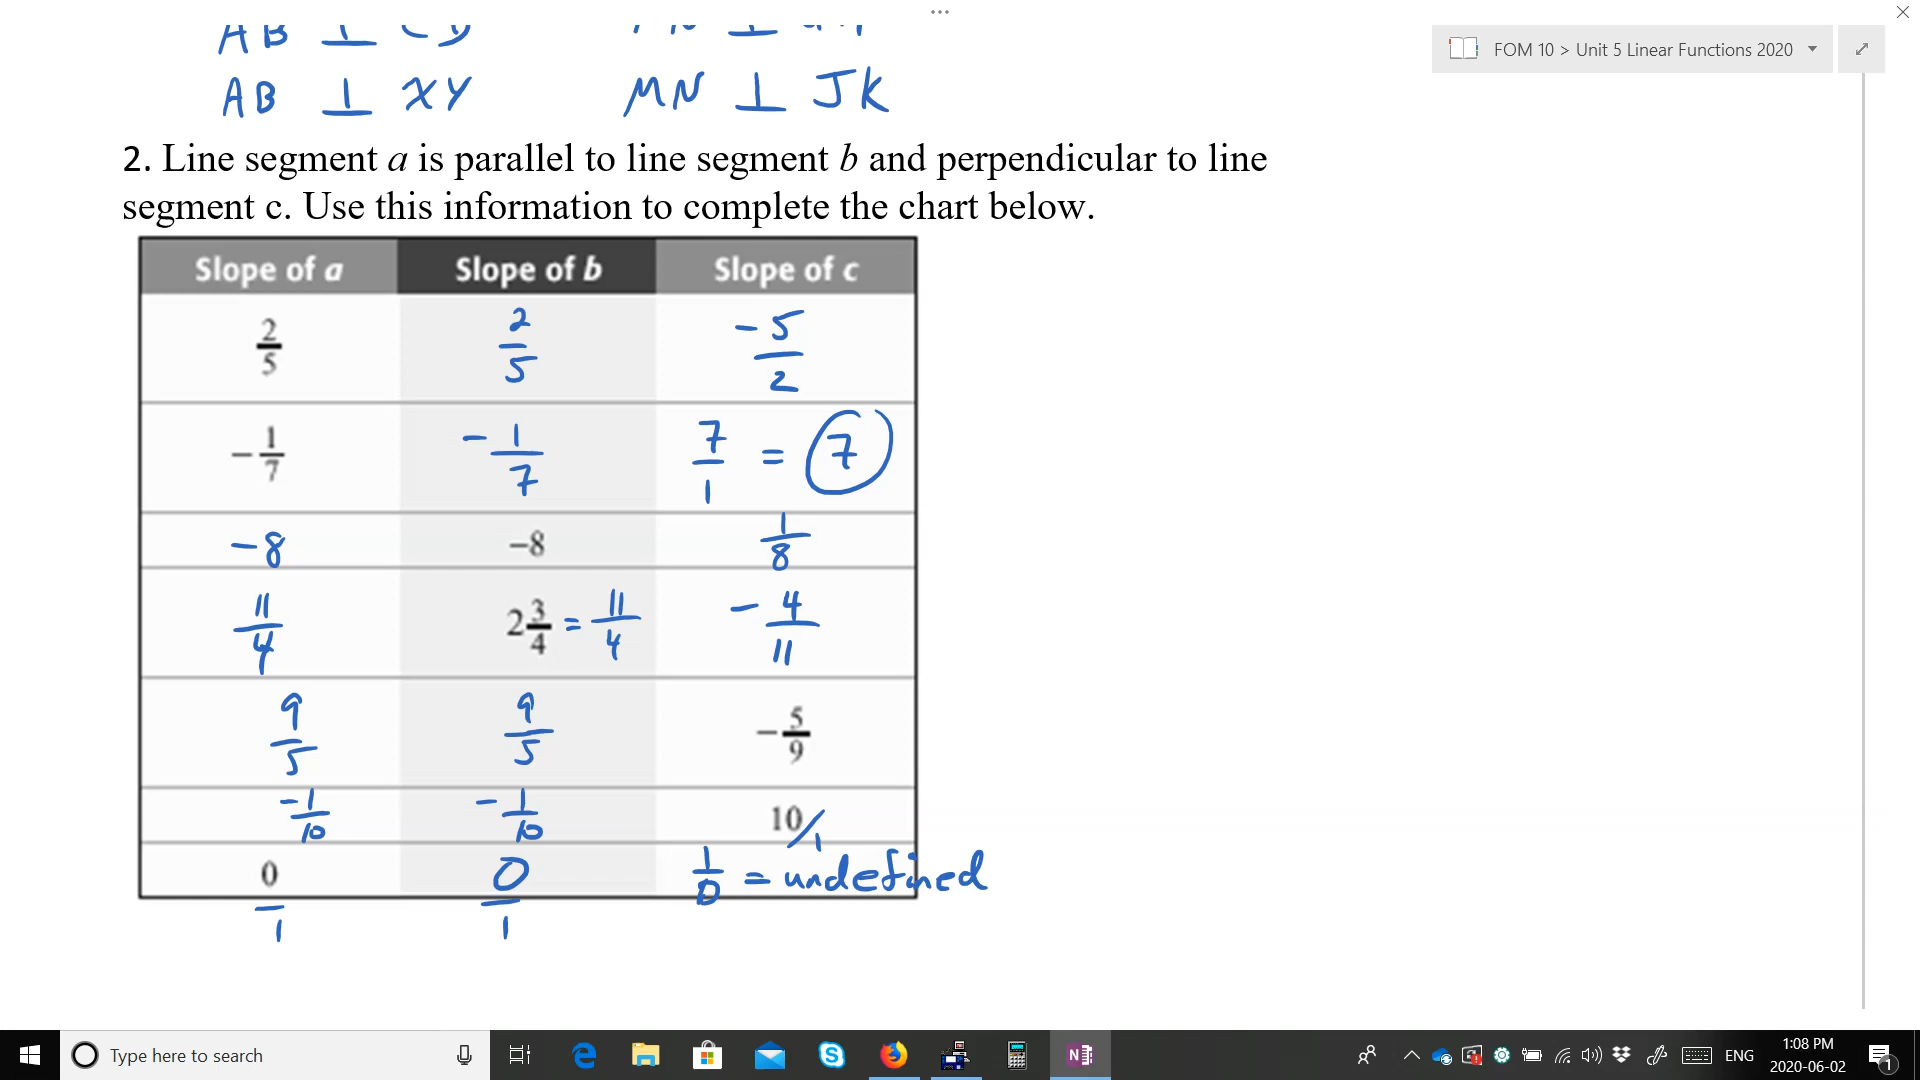 AB ⊥
FOM 10 > Unit 5 Linear Functions 2020
AB ⊥ XY MN ⊥ JK
2. Line segment a is parallel to line segment b and perpendicular to line
segment c. Use this information to complete the chart below.
Slope of a Slope of b Slope of c
2/5 2/5 -5/2
-1/7 -1/7 7/1 = 7
-8 -8 1/8
11/4 2 3/4 = 11/4 -4/11
9/5 9/5 -5/9
-1/10 -1/10 10/1
0/1 0/1 1/0 = undefined
Type here to search
ENG
1:08 PM
2020-06-02
1